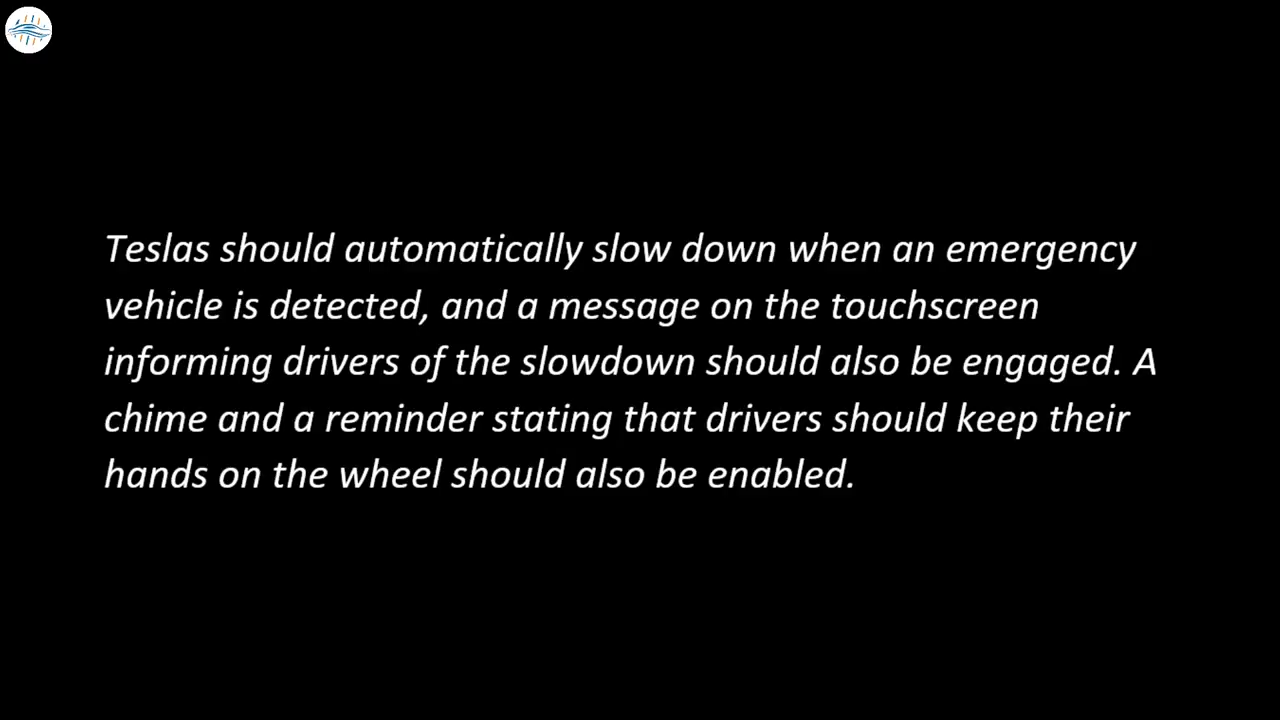 Teslas should automatically slow down when an emergency
vehicle is detected, and a message on the touchscreen
informing drivers of the slowdown should also be engaged. A
chime and a reminder stating that drivers should keep their
hands on the wheel should also be enabled.